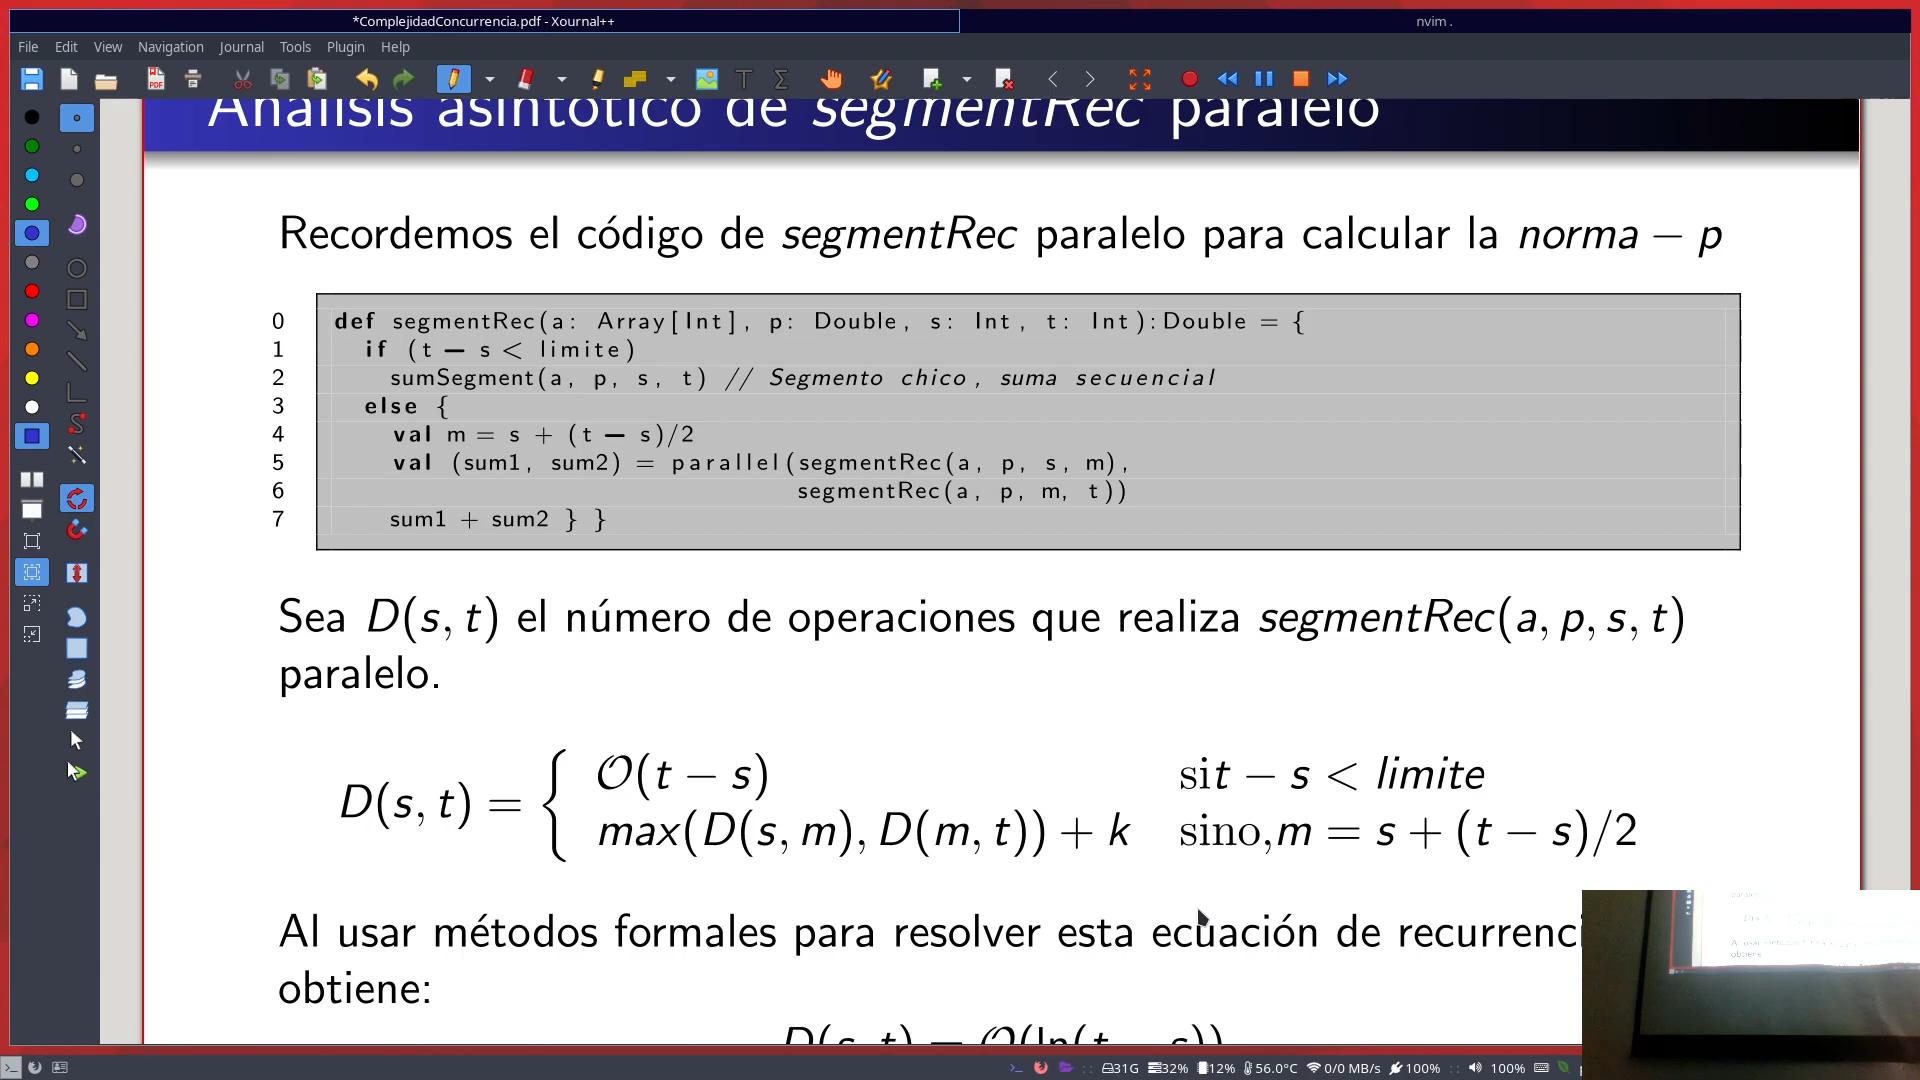 *ComplejidadConcurrencia.pdf - Xournal++
nvim .
File Edit View Navigation Journal Tools Plugin Help
Análisis asintótico de segmentRec paralelo
Recordemos el código de segmentRec paralelo para calcular la norma − p
0 def segmentRec(a: Array[Int], p: Double, s: Int, t: Int):Double = {
1 if (t − s < limite)
2 sumSegment(a, p, s, t) // Segmento chico, suma secuencial
3 else {
4 val m = s + (t − s)/2
5 val (sum1, sum2) = parallel(segmentRec(a, p, s, m),
6 segmentRec(a, p, m, t))
7 sum1 + sum2 } }
Sea D(s, t) el número de operaciones que realiza segmentRec(a, p, s, t)
paralelo.
D(s, t) = { O(t − s) sit − s < limite
max(D(s, m), D(m, t)) + k sino,m = s + (t − s)/2
Al usar métodos formales para resolver esta ecuación de recurrenci
obtiene:
D(s, t) = O(ln(t − s))
31G 32% 12% 56.0°C 0/0 MB/s 100% 100%